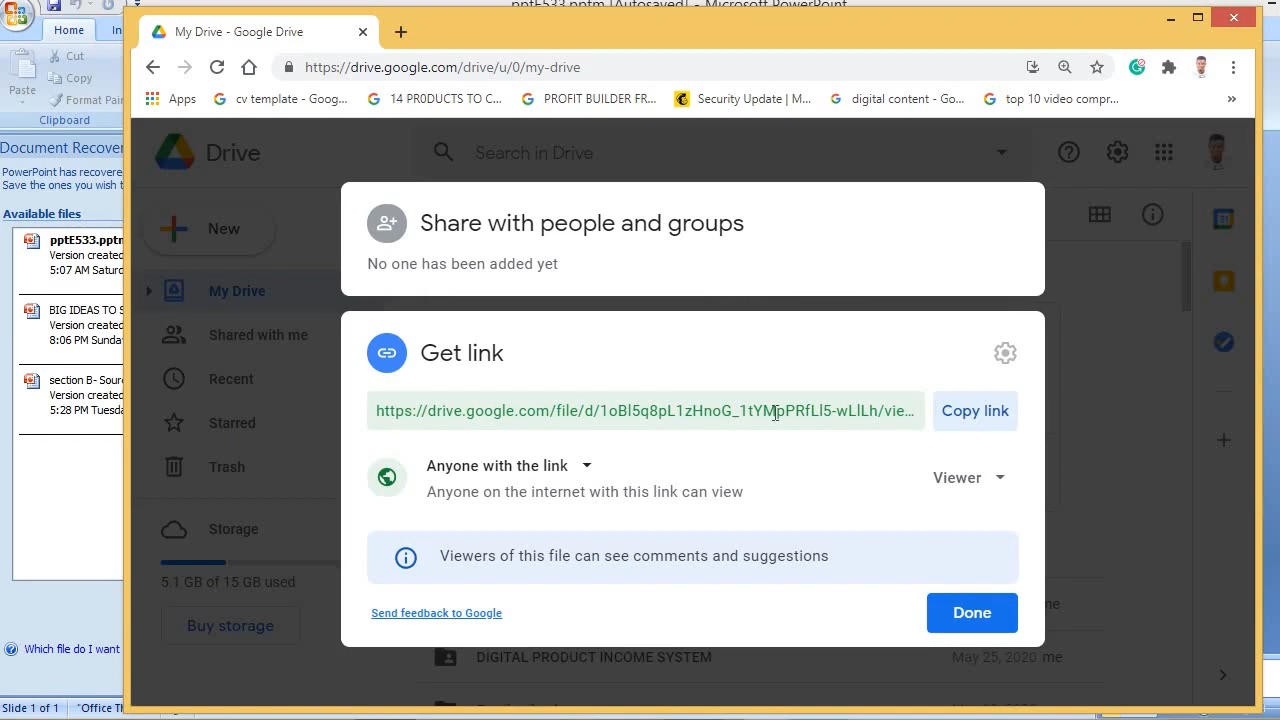 pptE533.pptm [Autosaved] - Microsoft PowerPoint
Home
In
Cut
Copy
Format Pain
Paste
Clipboard
Document Recover
PowerPoint has recovere
Save the ones you wish t
Available files
pptE533.pptm
Version created
5:07 AM Saturd
BIG IDEAS TO S
Version created
8:06 PM Sunda
section B- Sour
Version created
5:28 PM Tuesda
Which file do I want
Slide 1 of 1
"Office Th
My Drive - Google Drive
https://drive.google.com/drive/u/0/my-drive
Apps
cv template - Goog...
14 PR0DUCTS TO C...
PROFIT BUILDER FR...
Security Update | M...
digital content - Go...
top 10 video compr...
»
Drive
Search in Drive
New
My Drive
Shared with me
Recent
Starred
Trash
Storage
5.1 GB of 15 GB used
Buy storage
Share with people and groups
No one has been added yet
Get link
https://drive.google.com/file/d/1oBl5q8pL1zHnoG_1tYMpPRfLl5-wLlLh/vie...
Copy link
Anyone with the link
Anyone on the internet with this link can view
Viewer
Viewers of this file can see comments and suggestions
Send feedback to Google
Done
me
DIGITAL PRODUCT INCOME SYSTEM
May 25, 2020 me